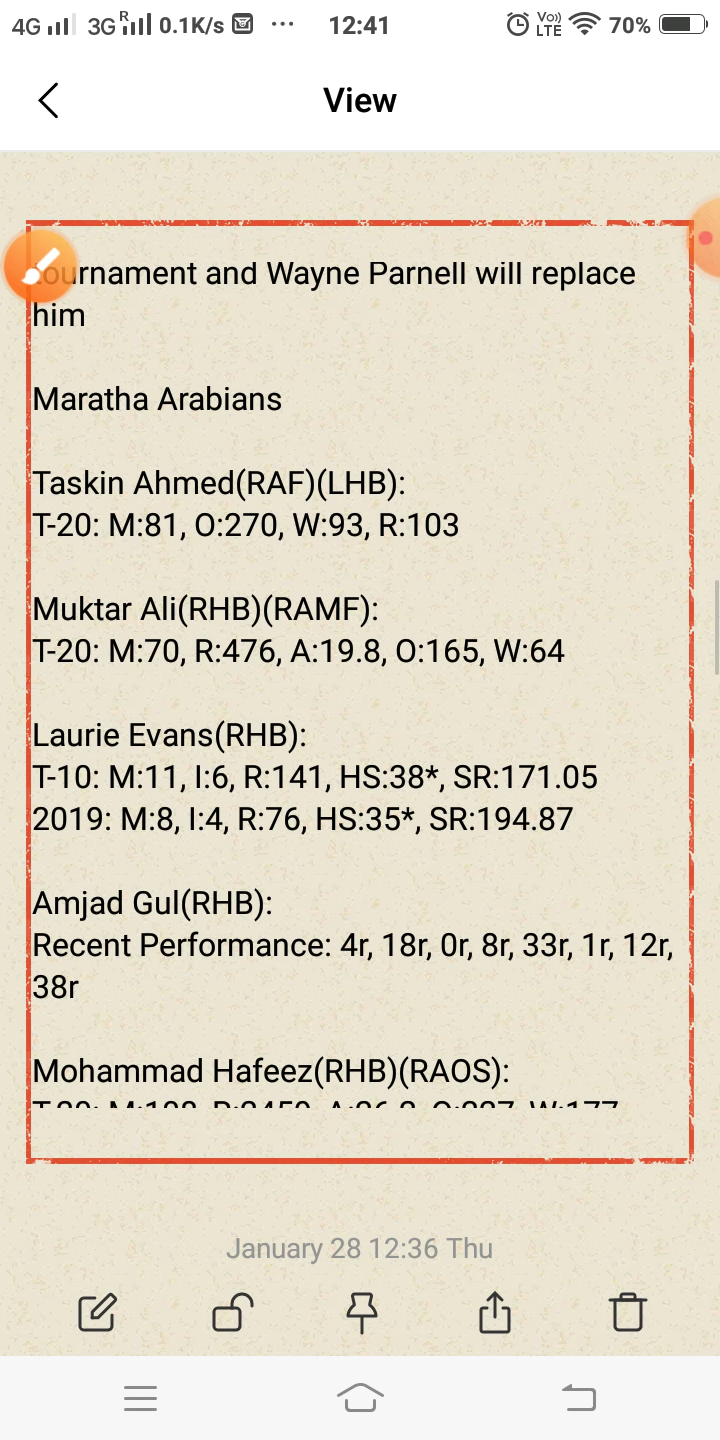 4G 3G R 0.1K/s ... 12:41 Vo)) LTE 70%
View
ournament and Wayne Parnell will replace
him
Maratha Arabians
Taskin Ahmed(RAF)(LHB):
T-20: M:81, O:270, W:93, R:103
Muktar Ali(RHB)(RAMF):
T-20: M:70, R:476, A:19.8, O:165, W:64
Laurie Evans(RHB):
T-10: M:11, I:6, R:141, HS:38*, SR:171.05
2019: M:8, I:4, R:76, HS:35*, SR:194.87
Amjad Gul(RHB):
Recent Performance: 4r, 18r, 0r, 8r, 33r, 1r, 12r,
38r
Mohammad Hafeez(RHB)(RAOS):
January 28 12:36 Thu